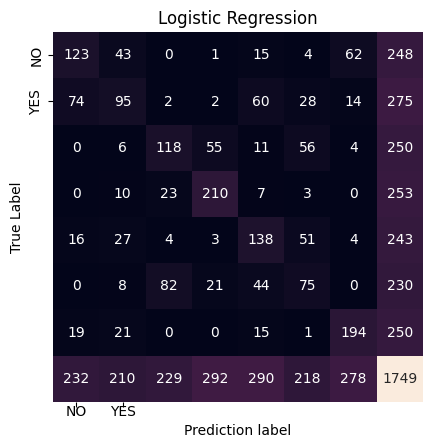 Logistic Regression
NO 123 43 0 1 15 4 62 248
YES 74 95 2 2 60 28 14 275
0 6 118 55 11 56 4 250
0 10 23 210 7 3 0 253
16 27 4 3 138 51 4 243
0 8 82 21 44 75 0 230
19 21 0 0 15 1 194 250
232 210 229 292 290 218 278 1749
NO YES
True Label
Prediction label